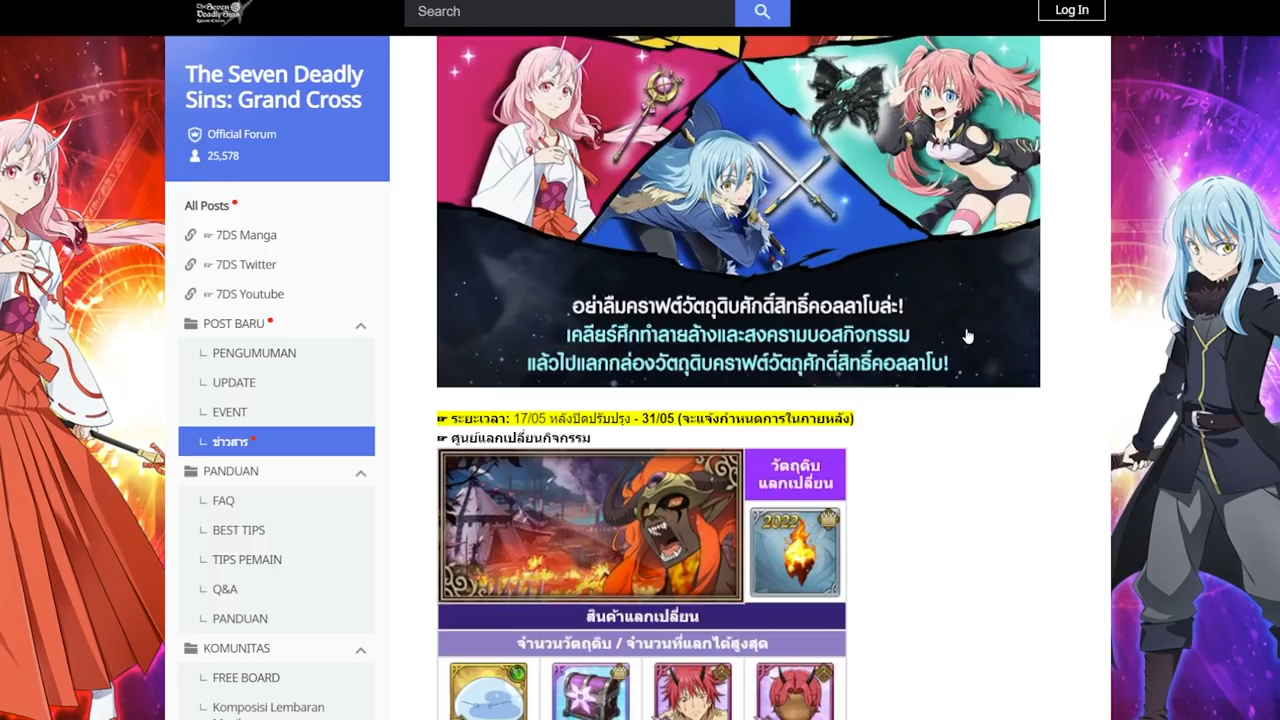 The Seven
Deadly Sins
Grand Cross
Search
Log In
The Seven Deadly
Sins: Grand Cross
Official Forum
25,578
All Posts
☞ 7DS Manga
☞ 7DS Twitter
☞ 7DS Youtube
POST BARU
PENGUMUMAN
UPDATE
EVENT
ข่าวสาร
PANDUAN
FAQ
BEST TIPS
TIPS PEMAIN
Q&A
PANDUAN
KOMUNITAS
FREE BOARD
Komposisi Lembaran
อย่าลืมคราฟต์วัตถุดิบศักดิ์สิทธิ์คอลลาโบล่ะ!
เคลียร์ศึกทำลายล้างและสงครามบอสกิจกรรม
แล้วไปแลกกล่องวัตถุดิบคราฟต์วัตถุศักดิ์สิทธิ์คอลลาโบ!
☞ ระยะเวลา: 17/05 หลังปิดปรับปรุง - 31/05 (จะแจ้งกำหนดการในภายหลัง)
☞ ศูนย์แลกเปลี่ยนกิจกรรม
วัตถุดิบ
แลกเปลี่ยน
2022
สินค้าแลกเปลี่ยน
จำนวนวัตถุดิบ / จำนวนที่แลกได้สูงสุด